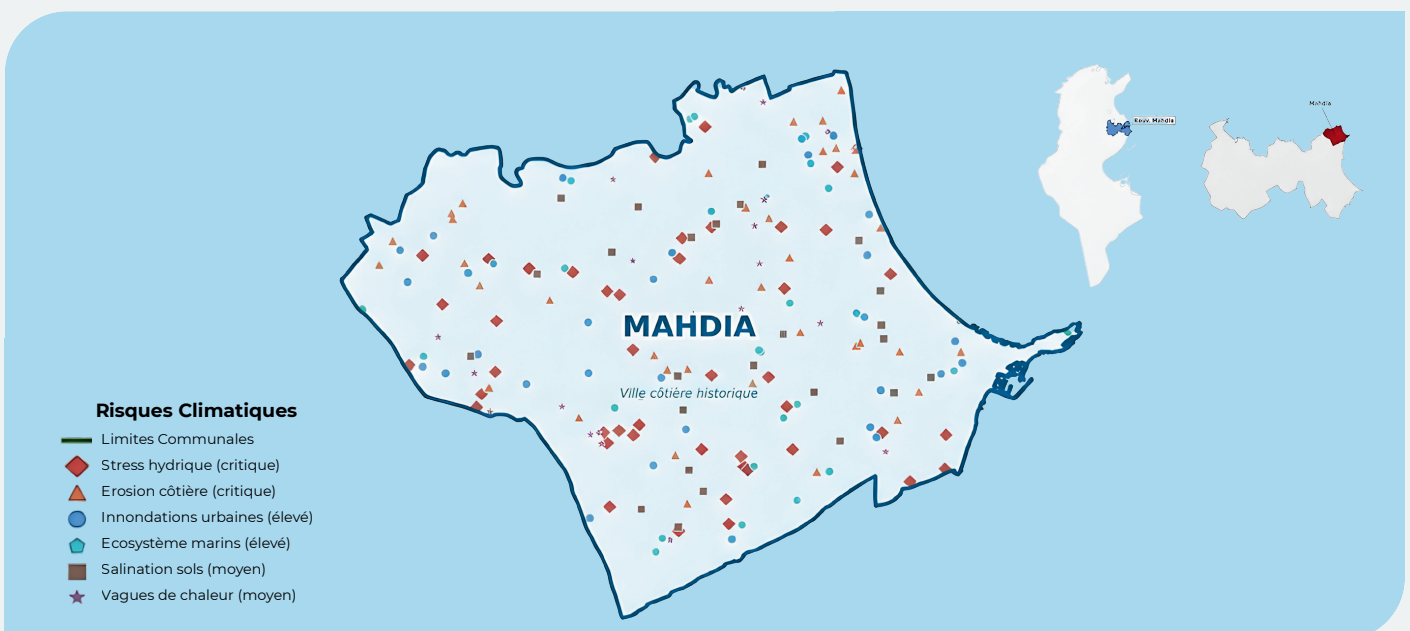 Mahdia
Gouv. Mahdia
MAHDIA
Ville côtière historique
Risques Climatiques
Limites Communales
Stress hydrique (critique)
Erosion côtière (critique)
Innondations urbaines (élevé)
Ecosystème marins (élevé)
Salination sols (moyen)
Vagues de chaleur (moyen)